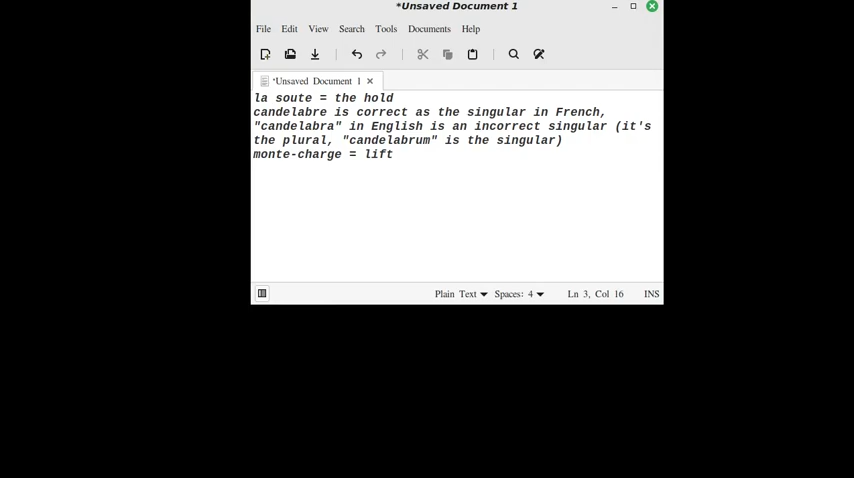 *Unsaved Document 1
File Edit View Search Tools Documents Help
*Unsaved Document 1
la soute = the hold
candelabre is correct as the singular in French,
"candelabra" in English is an incorrect singular (it's
the plural, "candelabrum" is the singular)
monte-charge = lift
Plain Text Spaces: 4 Ln 3, Col 16 INS